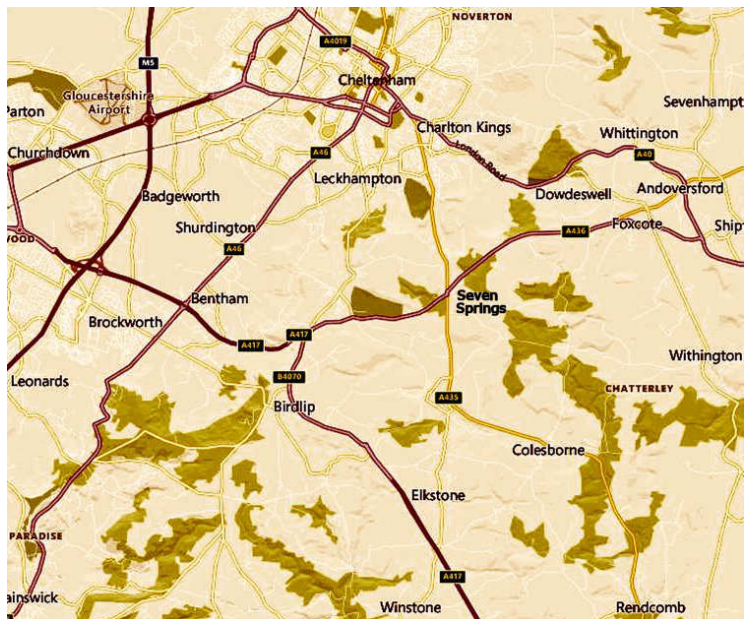 NOVERTON
A4019
M5
Cheltenham
Gloucestershire
Airport
Sevenhampt
Parton
Charlton Kings
Whittington
London Road
Churchdown
A46
A40
Leckhampton
Dowdeswell
Andoversford
Badgeworth
Shurdington
A436
Foxcote
Shipt
WOOD
A46
Bentham
Seven
Springs
Brockworth
A417
A417
Withington
B4070
Leonards
CHATTERLEY
A435
Birdlip
Colesborne
Elkstone
PARADISE
A417
ainswick
Winstone
Rendcomb